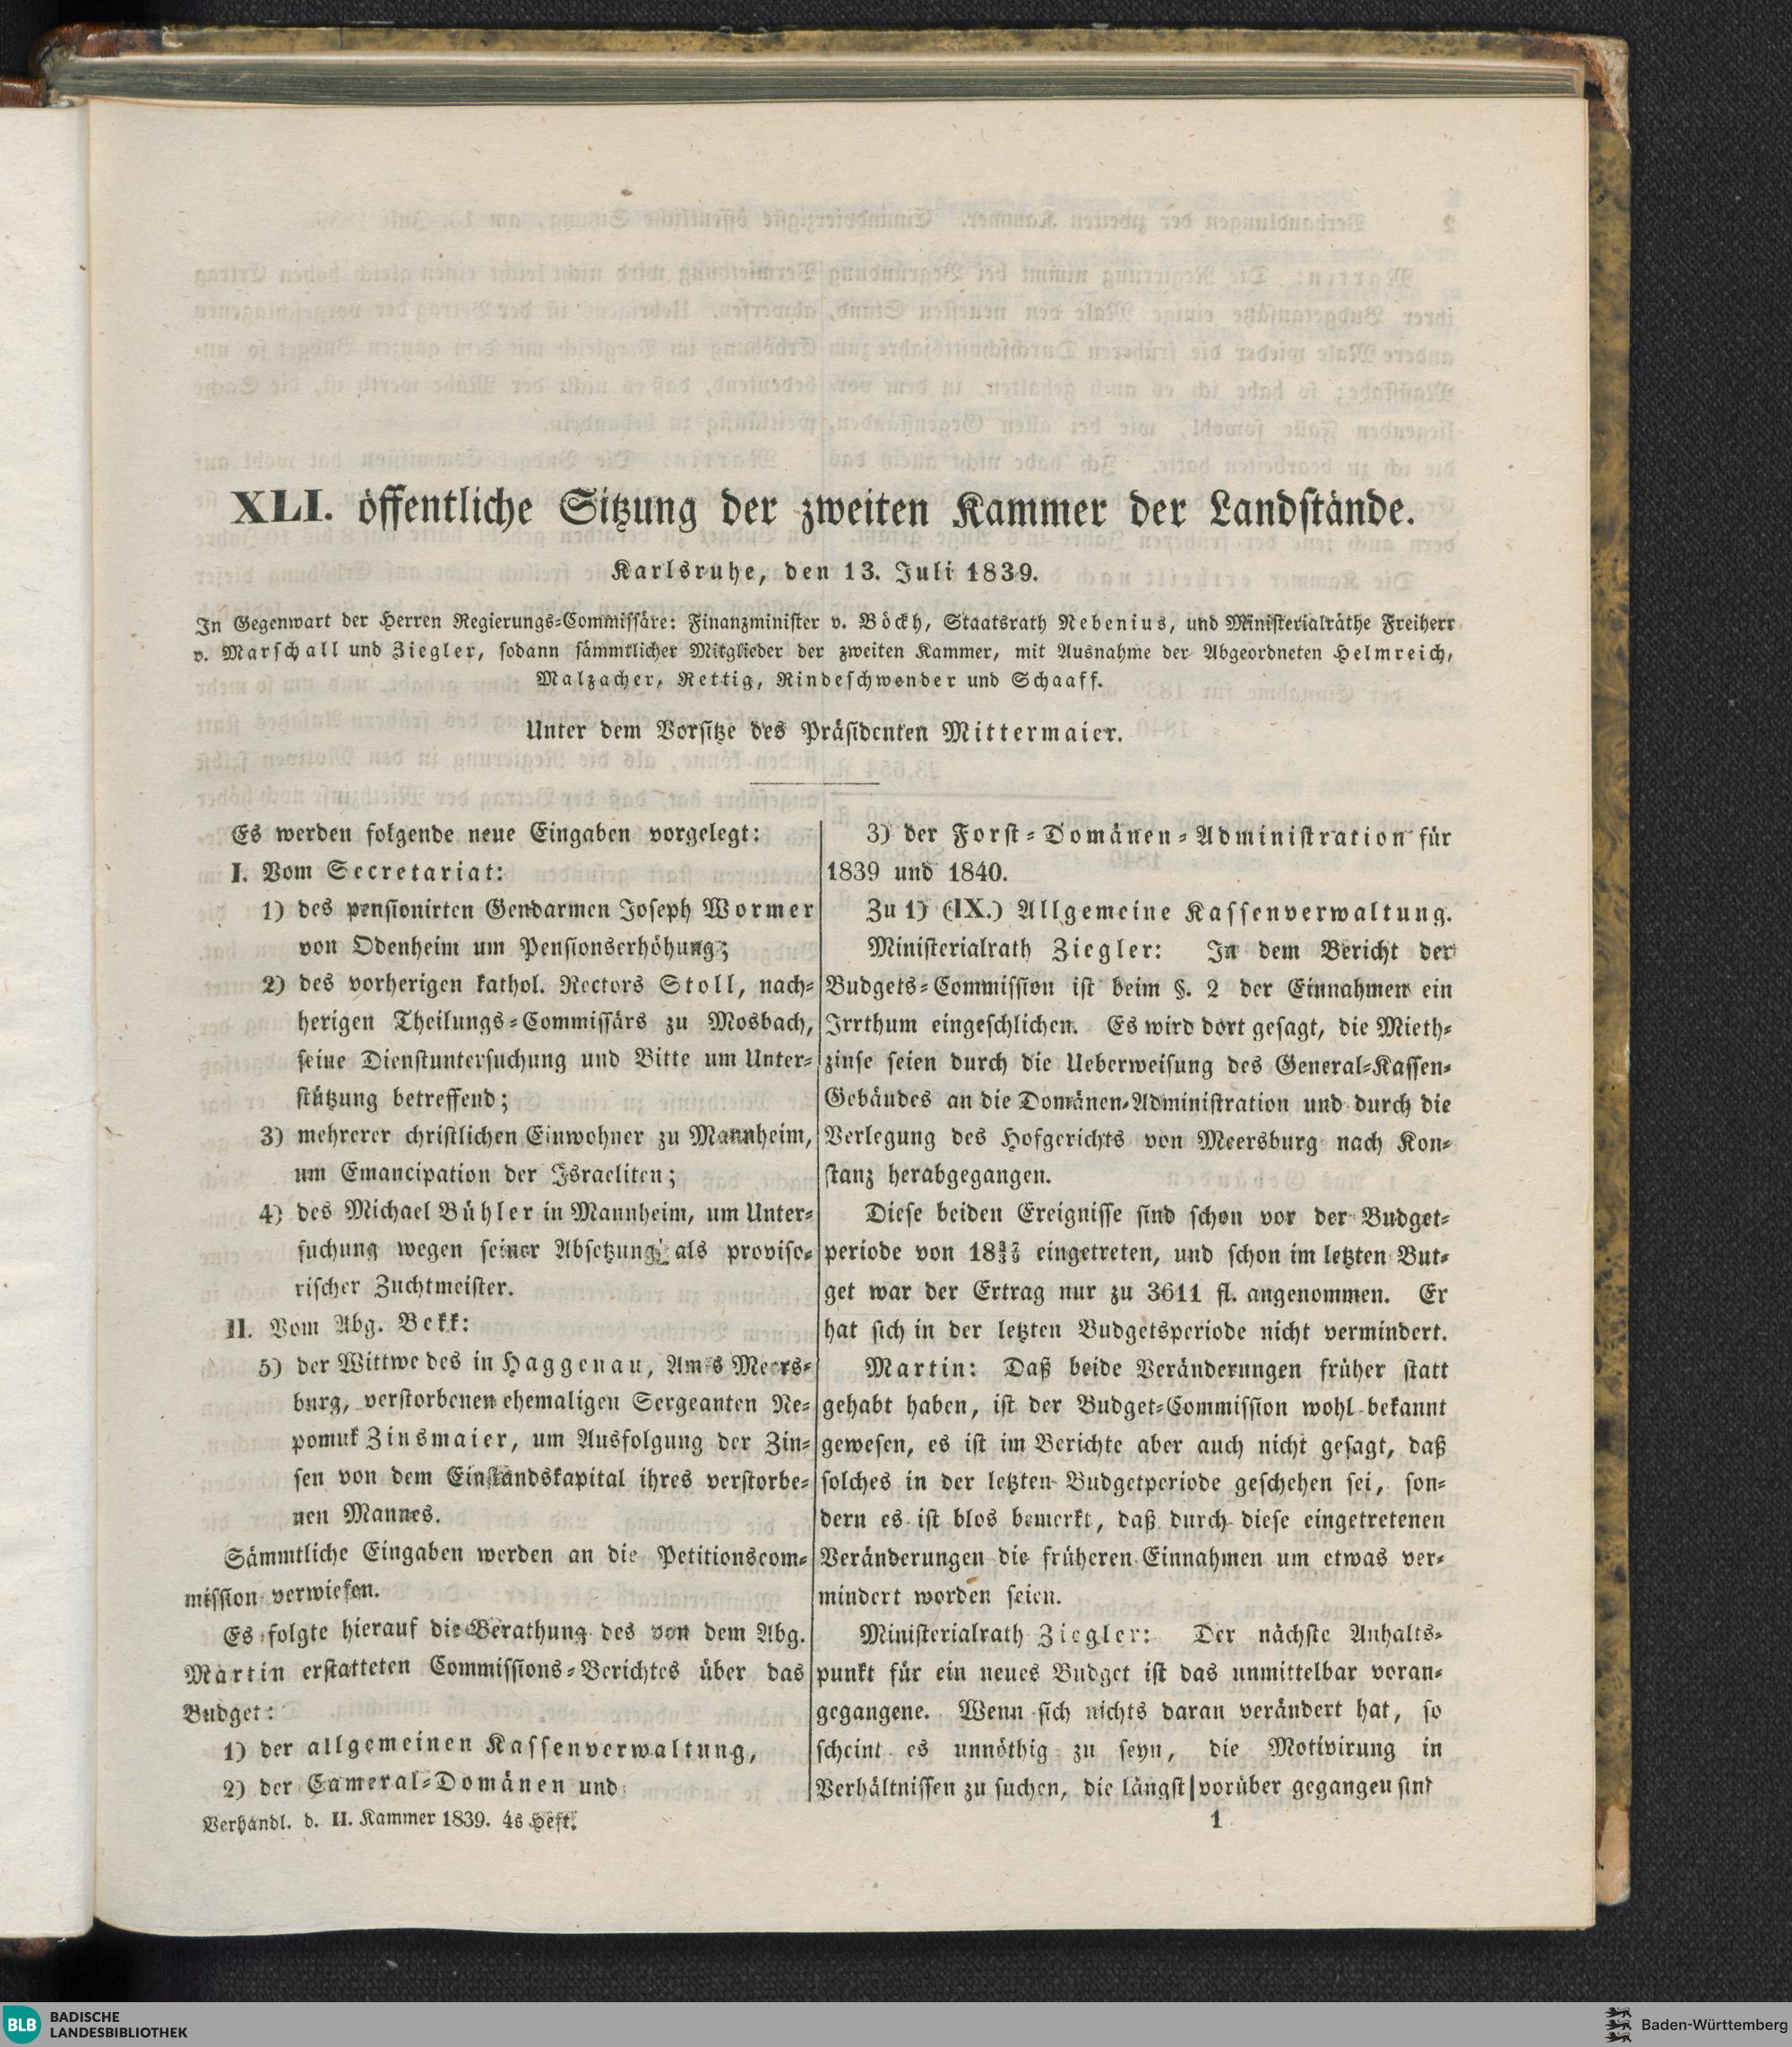 XLI. öffentliche Sitzung der zweiten Kammer der Landstände.
Karlsruhe, den 13. Juli 1839.
In Gegenwart der Herren Regierungs-Commissäre: Finanzminister v. Böckh, Staatsrath Nebenius, und Ministerialräthe Freiherr
v. Marschall und Ziegler, sodann sämmtlicher Mitglieder der zweiten Kammer, mit Ausnahme der Abgeordneten Helmreich,
Malzacher, Rettig, Rindeschwender und Schaaff.
Unter dem Vorsitze des Präsidenten Mittermaier.
Es werden folgende neue Eingaben vorgelegt:
I. Vom Secretariat:
1) des pensionirten Gendarmen Joseph Wormer
von Odenheim um Pensionserhöhung;
2) des vorherigen kathol. Rectors Stoll, nach-
herigen Theilungs-Commissärs zu Mosbach,
seine Dienstuntersuchung und Bitte um Unter-
stützung betreffend;
3) mehrerer christlichen Einwohner zu Mannheim,
um Emancipation der Israeliten;
4) des Michael Bühler in Mannheim, um Unter-
suchung wegen seiner Absetzung als proviso-
rischer Zuchtmeister.
II. Vom Abg. Bekk:
5) der Wittwe des in Haggenau, Amts Meers-
burg, verstorbenen ehemaligen Sergeanten Ne-
pomuk Zinsmaier, um Ausfolgung der Zin-
sen von dem Einstandskapital ihres verstorbe-
nen Mannes.
Sämmtliche Eingaben werden an die Petitionscom-
mission verwiesen.
Es folgte hierauf die Berathung des von dem Abg.
Martin erstatteten Commissions-Berichtes über das
Budget:
1) der allgemeinen Kassenverwaltung,
2) der Cameral-Domänen und
Verhandl. d. II. Kammer 1839. 4s Heft.
3) der Forst-Domänen-Administration für
1839 und 1840.
Zu 1) (IX.) Allgemeine Kassenverwaltung.
Ministerialrath Ziegler: In dem Bericht der
Budgets-Commission ist beim §. 2 der Einnahmen ein
Irrthum eingeschlichen. Es wird dort gesagt, die Mieth-
zinse seien durch die Ueberweisung des General-Kassen-
Gebäudes an die Domänen-Administration und durch die
Verlegung des Hofgerichts von Meersburg nach Kon-
stanz herabgegangen.
Diese beiden Ereignisse sind schon vor der Budget-
periode von 18 eingetreten, und schon im letzten But-
get war der Ertrag nur zu 3611 fl. angenommen. Er
hat sich in der letzten Budgetsperiode nicht vermindert.
Martin: Daß beide Veränderungen früher statt
gehabt haben, ist der Budget-Commission wohl bekannt
gewesen, es ist im Berichte aber auch nicht gesagt, daß
solches in der letzten Budgetperiode geschehen sei, son-
dern es ist blos bemerkt, daß durch diese eingetretenen
Veränderungen die früheren Einnahmen um etwas ver-
mindert worden seien.
Ministerialrath Ziegler: Der nächste Anhalts-
punkt für ein neues Budget ist das unmittelbar voran-
gegangene. Wenn sich nichts daran verändert hat, so
scheint es unnöthig zu seyn, die Motivirung in
Verhältnissen zu suchen, die längst vorüber gegangen sind
1
BLB BADISCHE
LANDESBIBLIOTHEK
Baden-Württemberg